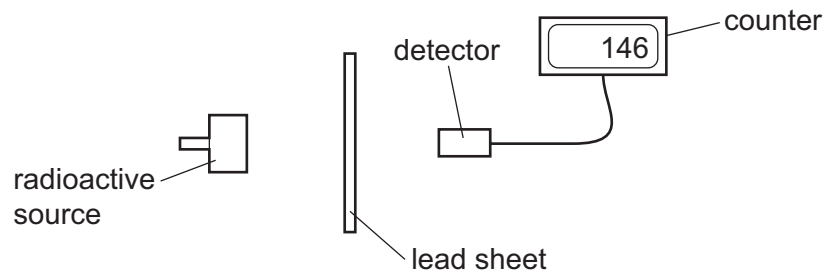 counter
detector
146
radioactive
source
lead sheet